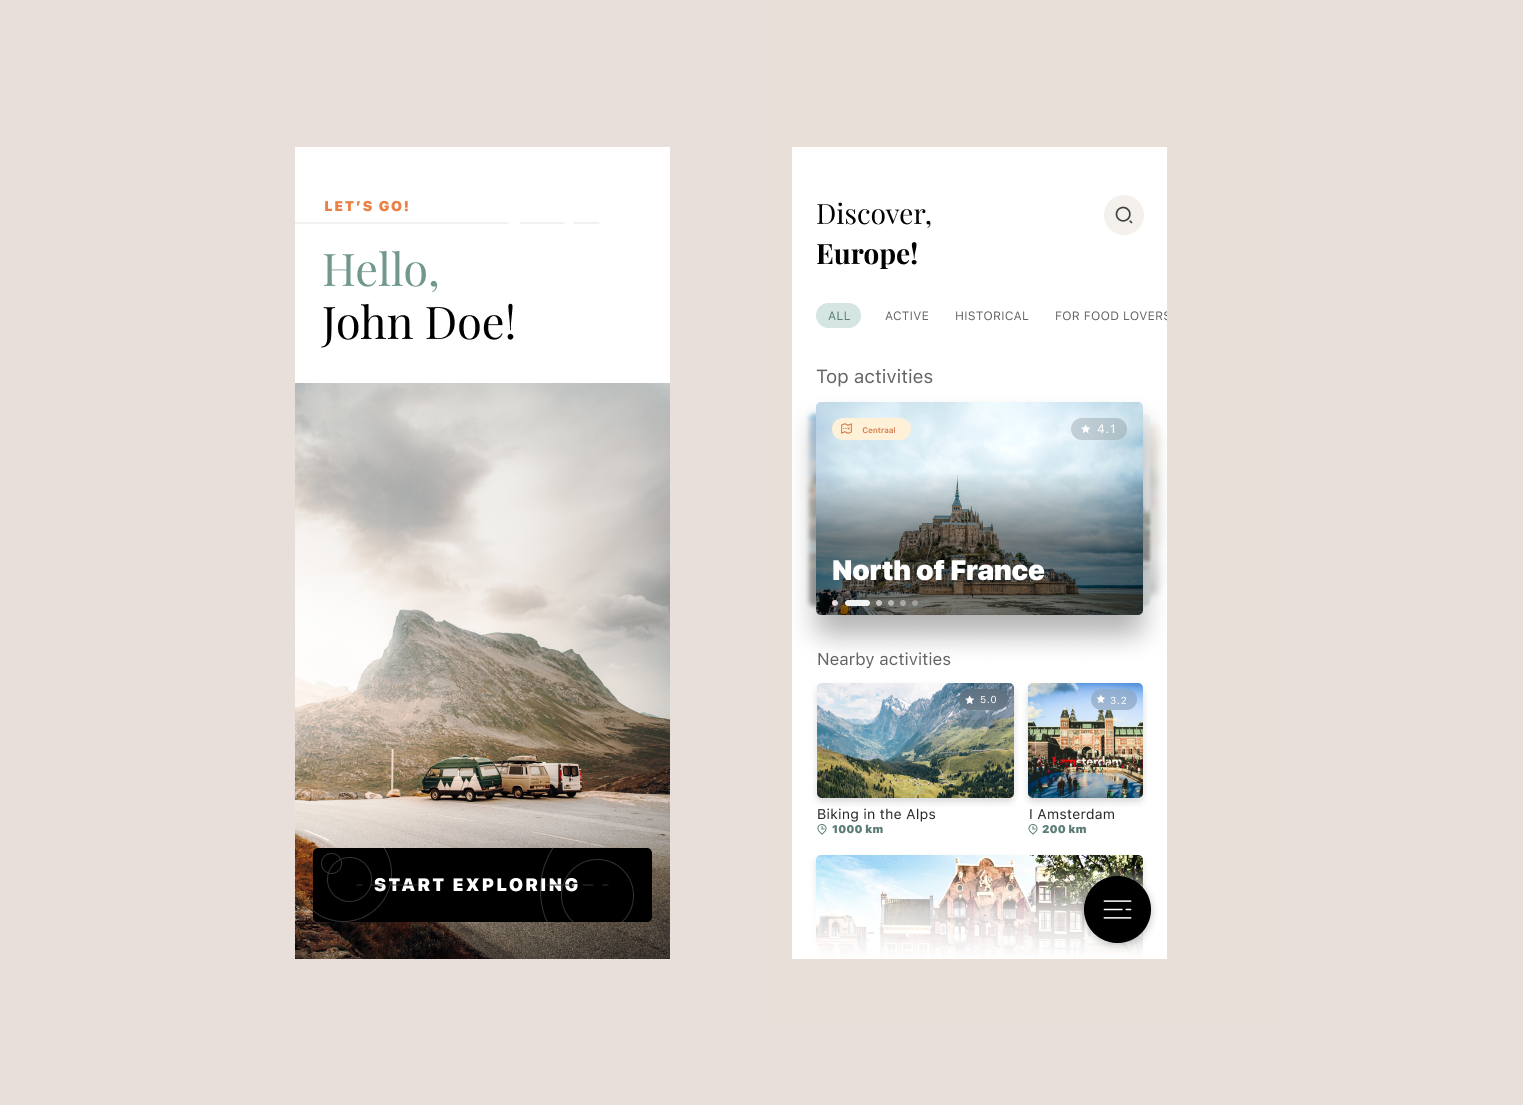 LET'S GO!
Hello,
John Doe!
START EXPLORING
Discover,
Europe!
ALL ACTIVE HISTORICAL FOR FOOD LOVERS
Top activities
Centraal 4.1
North of France
Nearby activities
5.0 3.2
I amsterdam
Biking in the Alps I Amsterdam
1000 km 200 km